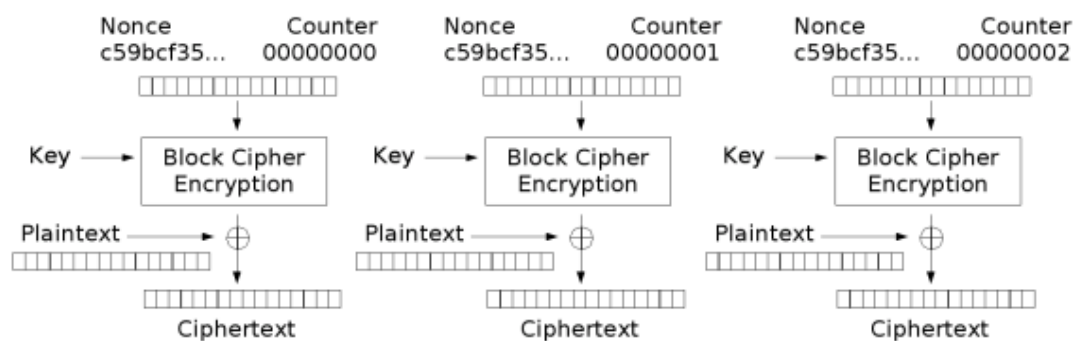 Nonce Counter
c59bcf35... 00000000
Key
Block Cipher
Encryption
Plaintext
Ciphertext
Nonce Counter
c59bcf35... 00000001
Key
Block Cipher
Encryption
Plaintext
Ciphertext
Nonce Counter
c59bcf35... 00000002
Key
Block Cipher
Encryption
Plaintext
Ciphertext